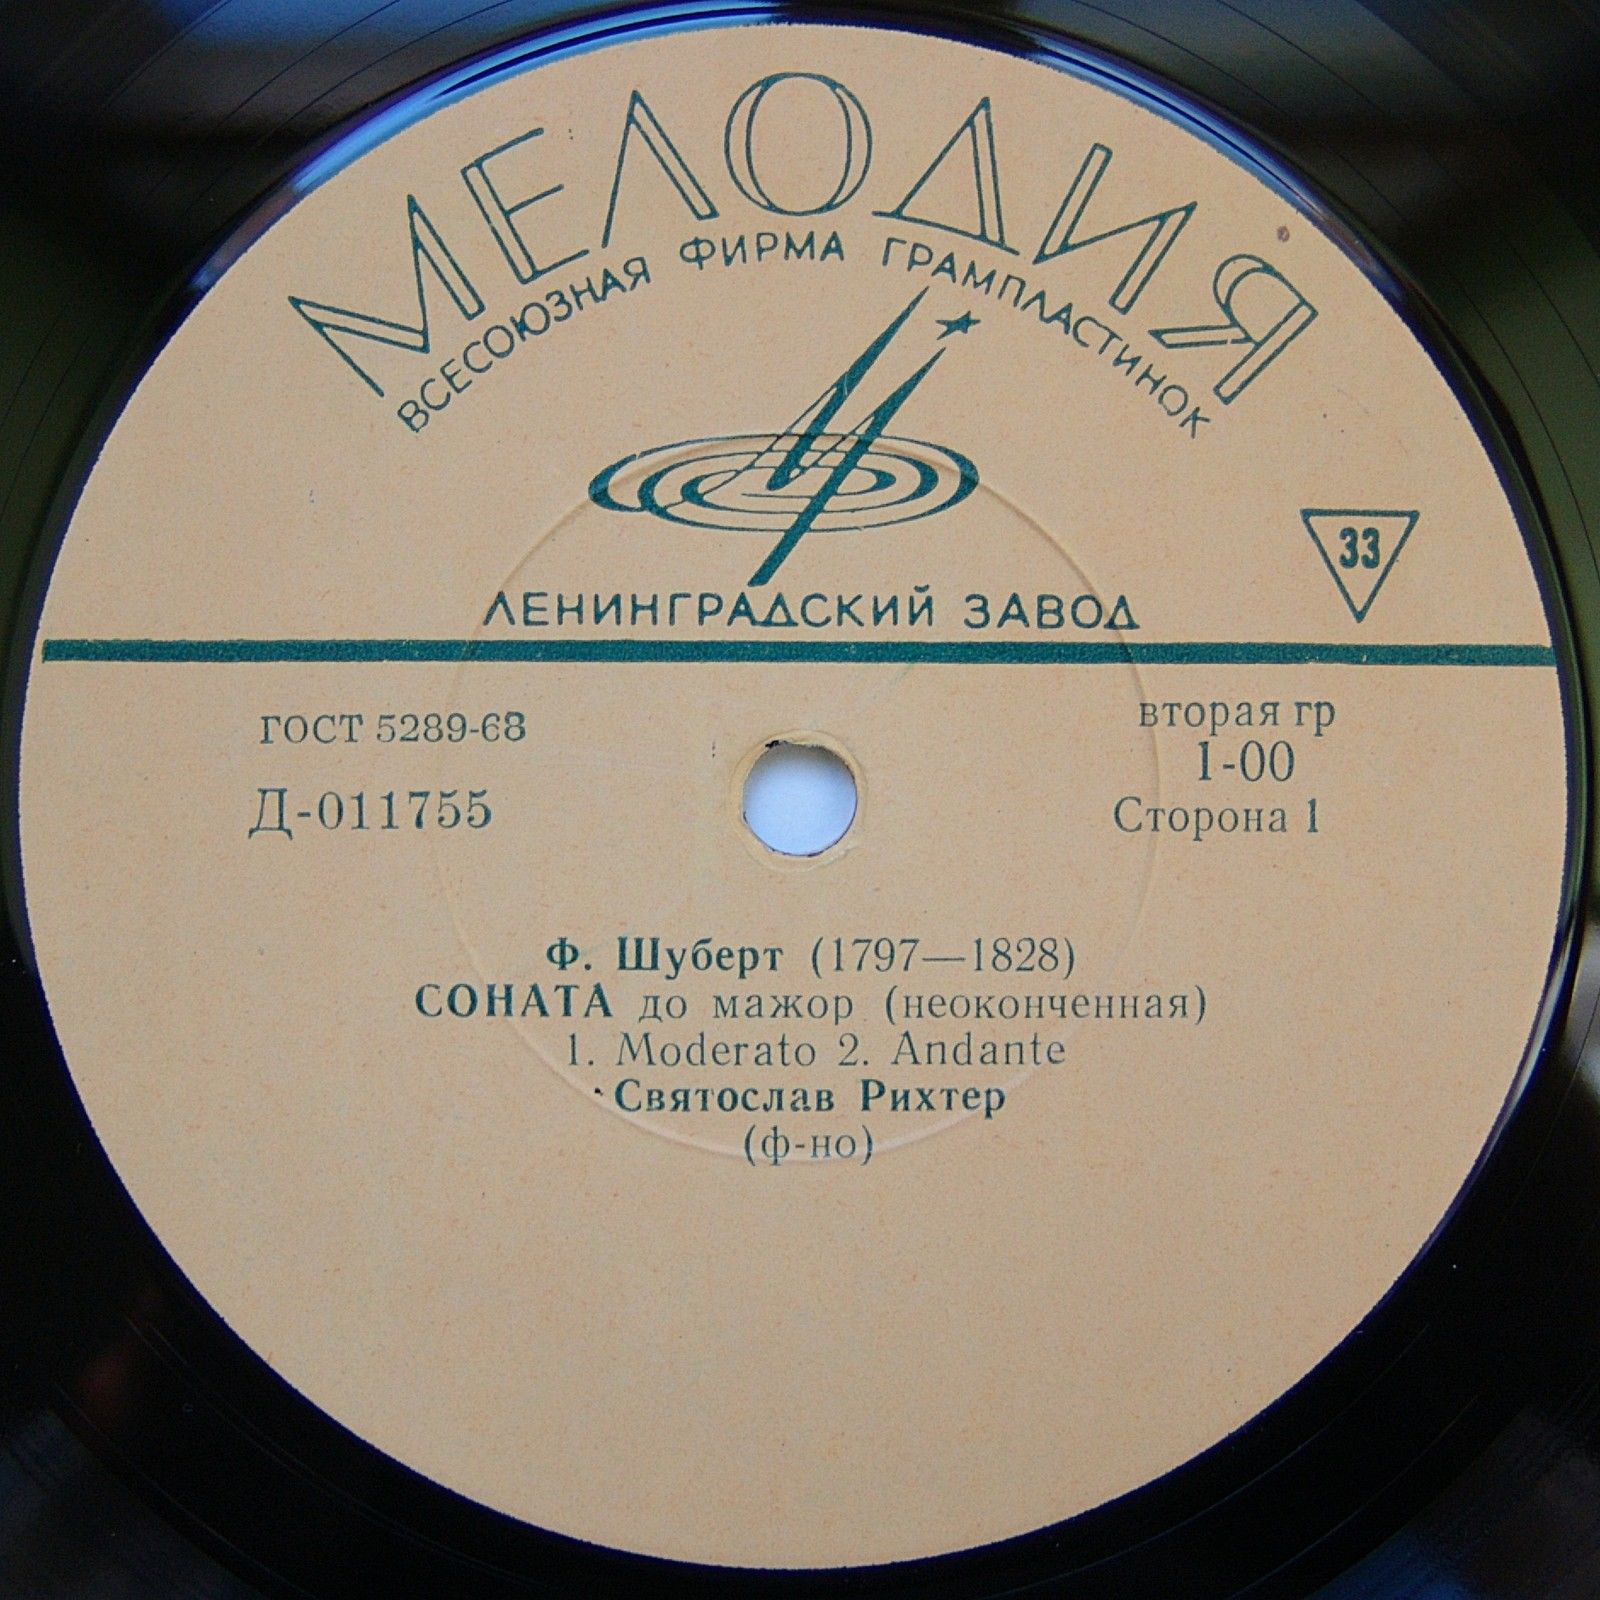 МЕЛОДИЯ
ВСЕСОЮЗНАЯ ФИРМА ГРАМПЛАСТИНОК
33
ЛЕНИНГРАДСКИЙ ЗАВОД
ГОСТ 5289-68
вторая гр
1-00
Д-011755
Сторона 1
Ф. Шуберт (1797—1828)
СОНАТА до мажор (неоконченная)
1. Moderato 2. Andante
Святослав Рихтер
(ф-но)